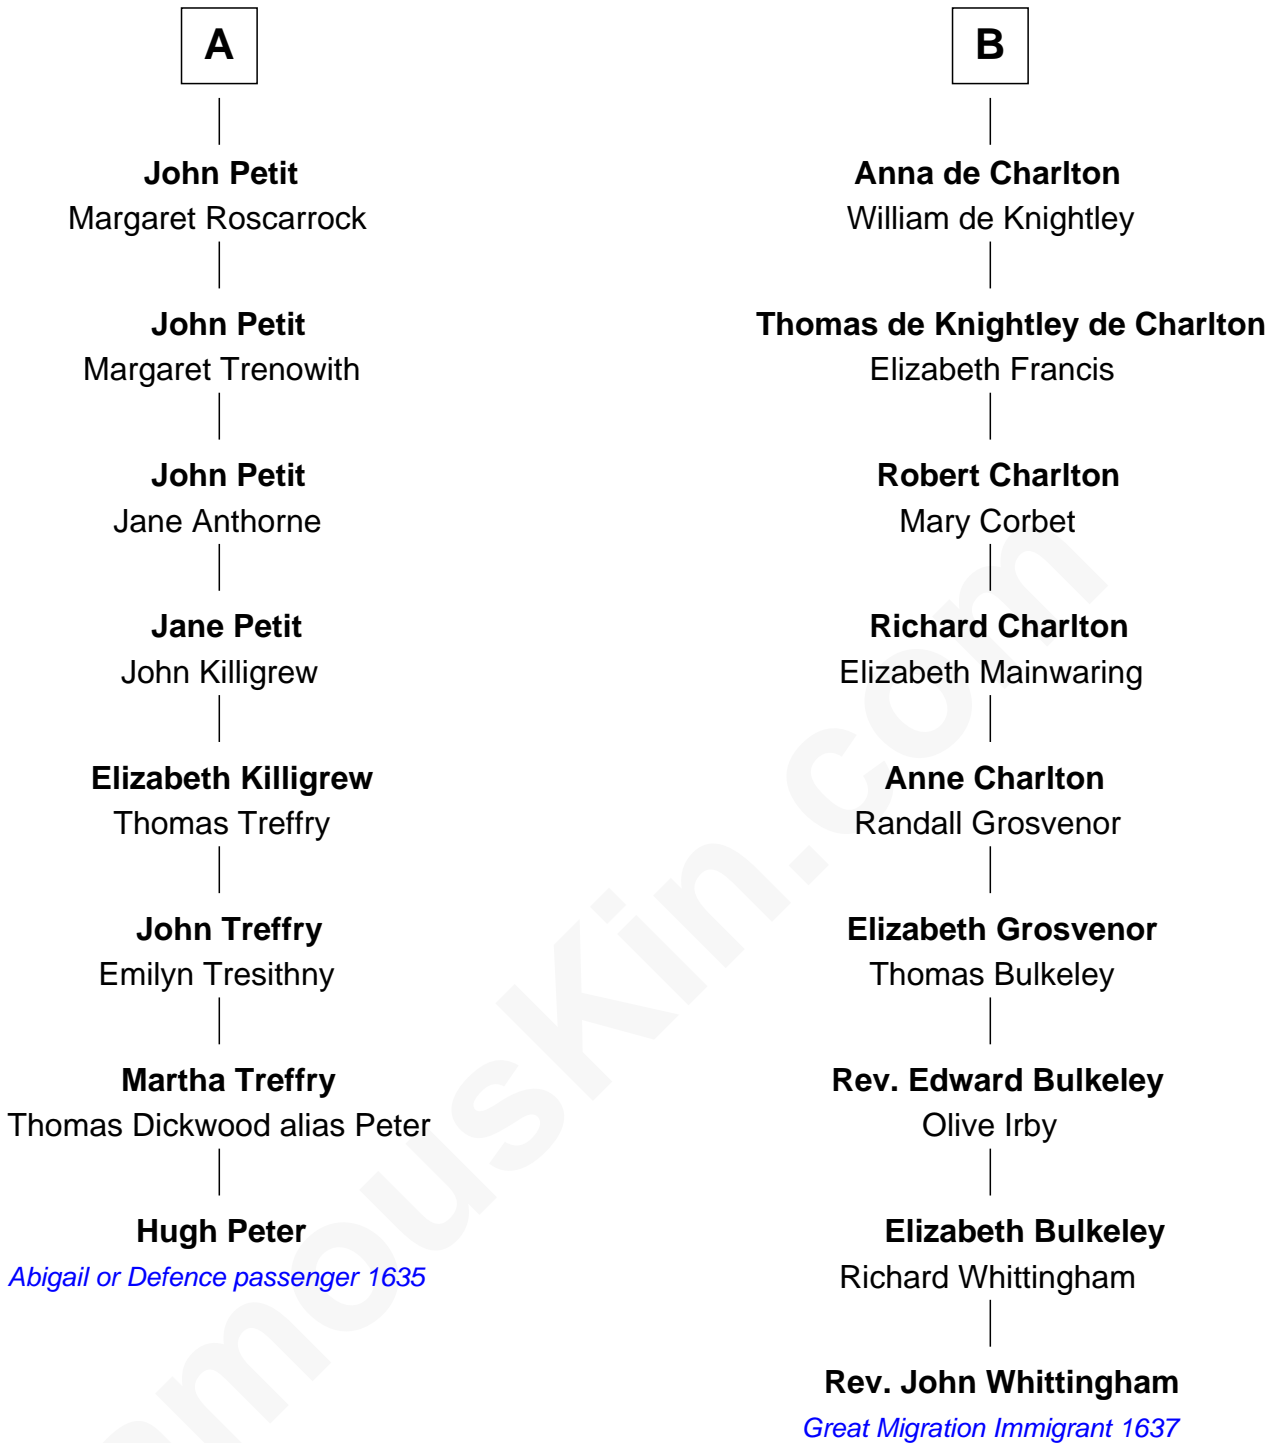 A
John Petit
Margaret Roscarrock
John Petit
Margaret Trenowith
John Petit
Jane Anthorne
Jane Petit
John Killigrew
Elizabeth Killigrew
Thomas Treffry
John Treffry
Emilyn Tresithny
Martha Treffry
Thomas Dickwood alias Peter
Hugh Peter
Abigail or Defence passenger 1635
B
Anna de Charlton
William de Knightley
Thomas de Knightley de Charlton
Elizabeth Francis
Robert Charlton
Mary Corbet
Richard Charlton
Elizabeth Mainwaring
Anne Charlton
Randall Grosvenor
Elizabeth Grosvenor
Thomas Bulkeley
Rev. Edward Bulkeley
Olive Irby
Elizabeth Bulkeley
Richard Whittingham
Rev. John Whittingham
Great Migration Immigrant 1637
amousKin.com